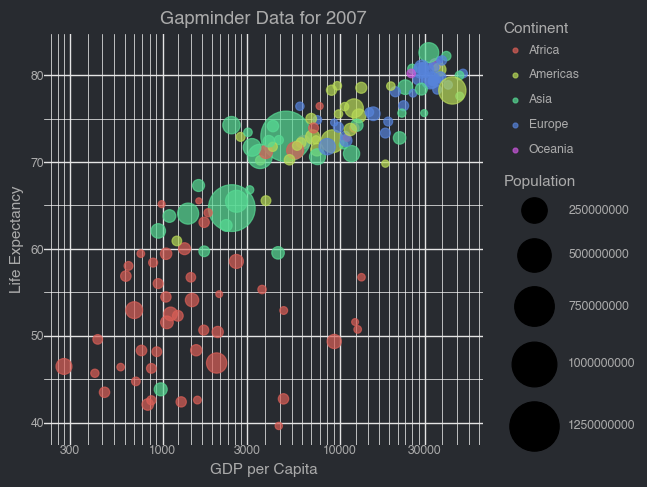 Gapminder Data for 2007
Life Expectancy
80
70
60
50
40
300
1000
3000
10000
30000
GDP per Capita
Continent
Africa
Americas
Asia
Europe
Oceania
Population
250000000
500000000
750000000
1000000000
1250000000